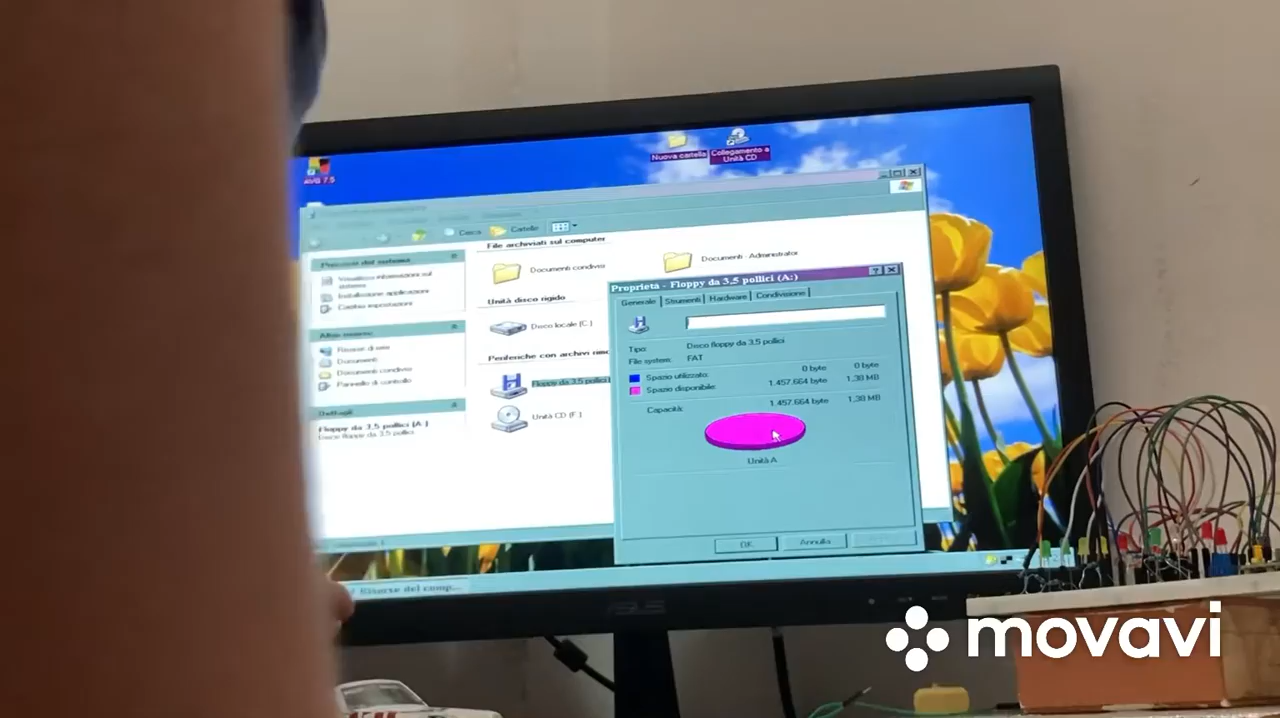 AVG 7.5
Nuova cartella
Collegamento a
Unità CD
Cerca
Cartelle
File archiviati sul computer
Documenti condivisi
Documenti - Administrator
Unità disco rigido
Disco locale (C:)
Periferiche con archivi rimo
Floppy da 3,5 pollici
Unità CD (F:)
Visualizza informazioni sul
sistema
Installazione applicazioni
Cambia impostazioni
Altre risorse
Risorse di rete
Documenti
Documenti condivisi
Pannello di controllo
Dettagli
Floppy da 3,5 pollici (A:)
Disco floppy da 3,5 pollici
Proprietà - Floppy da 3,5 pollici (A:)
Generale
Strumenti
Hardware
Condivisione
Tipo:
Disco floppy da 3,5 pollici
File system:
FAT
Spazio utilizzato:
0 byte
0 byte
Spazio disponibile:
1.457.664 byte
1,38 MB
Capacità:
1.457.664 byte
1,38 MB
Unità A
OK
Annulla
Risorse del comp...
ASUS
movavi